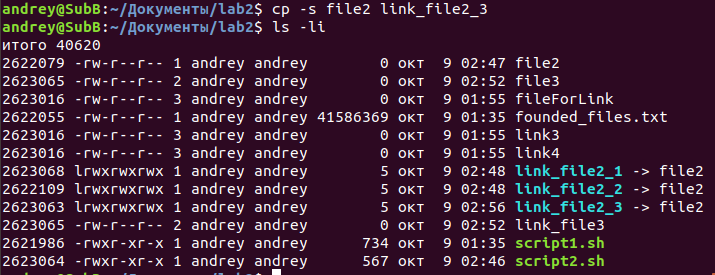 andrey@SubB:~/Документы/lab2$ cp -s file2 link_file2_3
andrey@SubB:~/Документы/lab2$ ls -li
итого 40620
2622079 -rw-r--r-- 1 andrey andrey        0 окт  9 02:47 file2
2623065 -rw-r--r-- 2 andrey andrey        0 окт  9 02:52 file3
2623016 -rw-r--r-- 3 andrey andrey        0 окт  9 01:55 fileForLink
2622055 -rw-r--r-- 1 andrey andrey 41586369 окт  9 01:35 founded_files.txt
2623016 -rw-r--r-- 3 andrey andrey        0 окт  9 01:55 link3
2623016 -rw-r--r-- 3 andrey andrey        0 окт  9 01:55 link4
2623068 lrwxrwxrwx 1 andrey andrey        5 окт  9 02:48 link_file2_1 -> file2
2622109 lrwxrwxrwx 1 andrey andrey        5 окт  9 02:48 link_file2_2 -> file2
2623063 lrwxrwxrwx 1 andrey andrey        5 окт  9 02:56 link_file2_3 -> file2
2623065 -rw-r--r-- 2 andrey andrey        0 окт  9 02:52 link_file3
2621986 -rwxr-xr-x 1 andrey andrey      734 окт  9 01:35 script1.sh
2623064 -rwxr-xr-x 1 andrey andrey      567 окт  9 02:46 script2.sh
andrey@SubB:~/Документы/lab2$